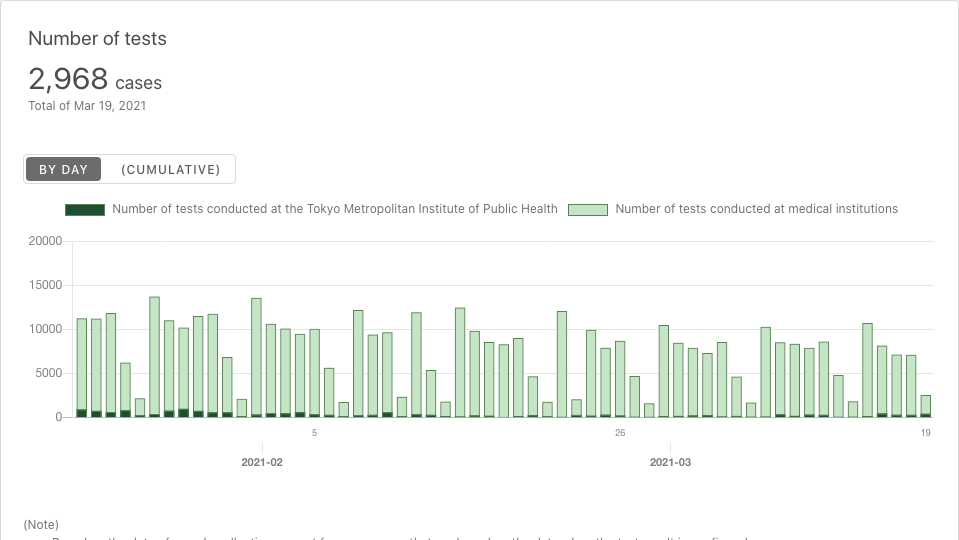 Number of tests
2,968 cases
Total of Mar 19, 2021
BY DAY (CUMULATIVE)
Number of tests conducted at the Tokyo Metropolitan Institute of Public Health Number of tests conducted at medical institutions
20000
15000
10000
5000
0
5 26 19
2021-02 2021-03
(Note)